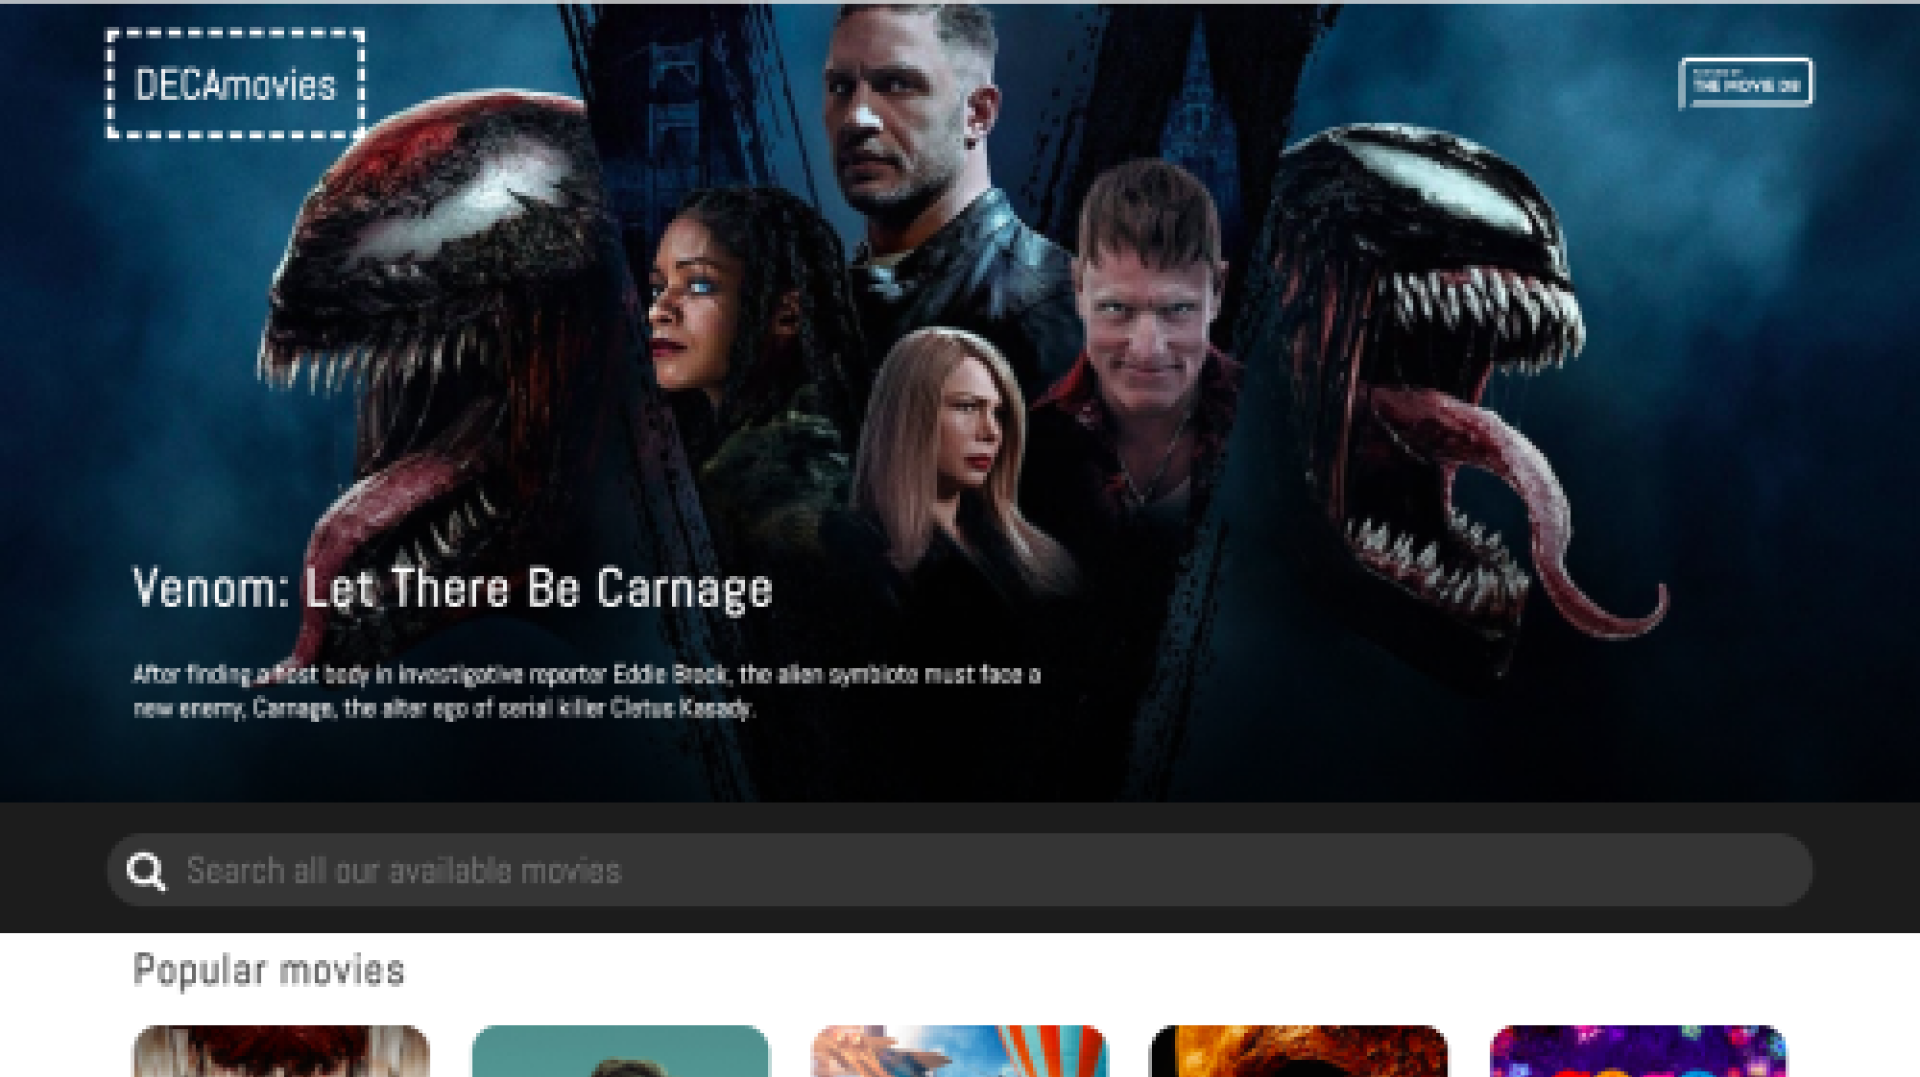 DECAmovies
THE MOVIE DB
Venom: Let There Be Carnage
After finding a host body in investigative reporter Eddie Brock, the alien symbiote must face a
new enemy, Carnage, the alter ego of serial killer Cletus Kasady.
Search all our available movies
Popular movies